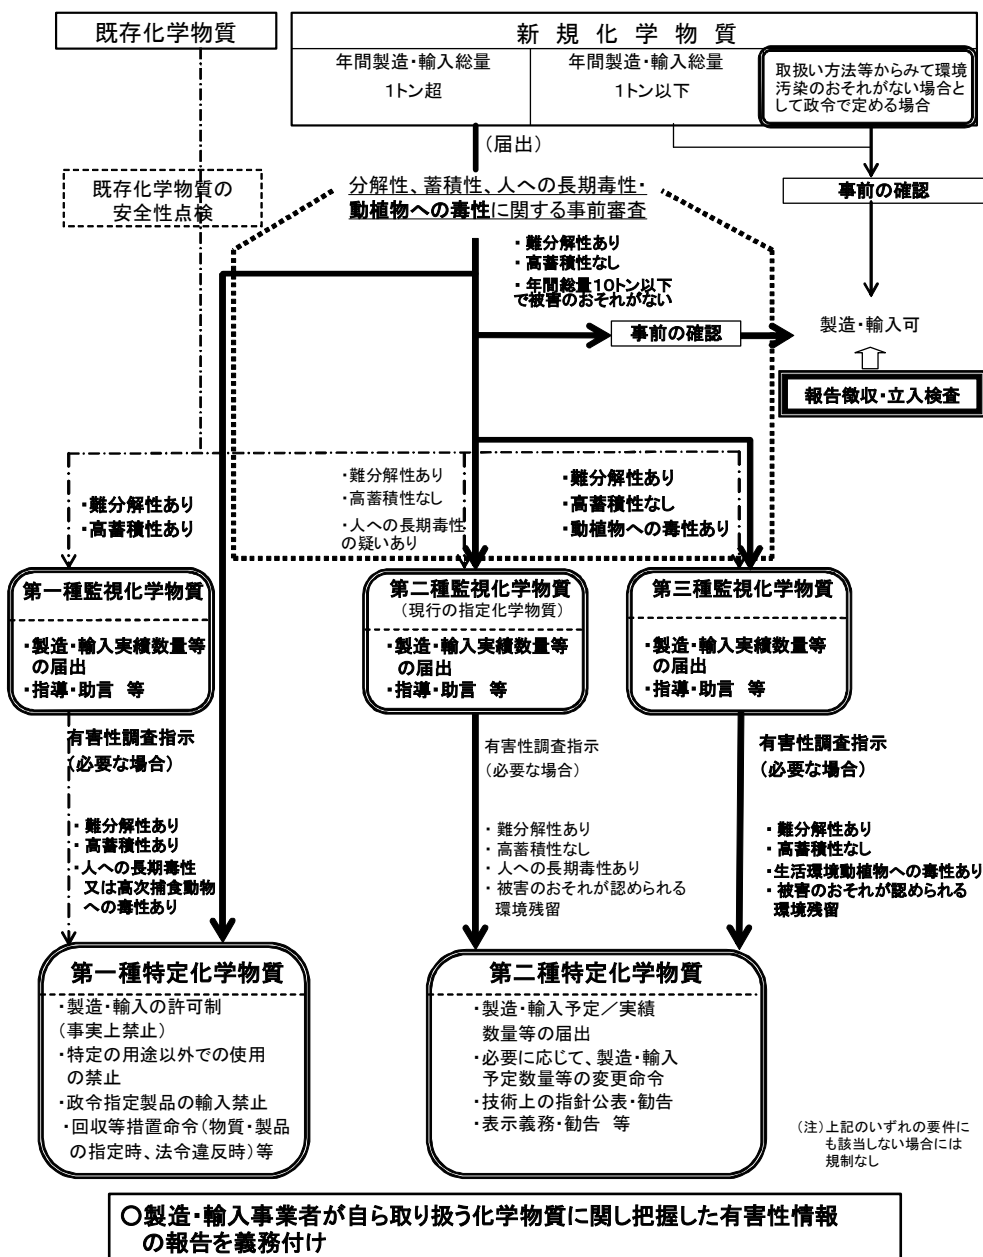 既存化学物質
新規化学物質
年間製造・輸入総量
1トン超
年間製造・輸入総量
1トン以下
取扱い方法等からみて環境
汚染のおそれがない場合と
して政令で定める場合
(届出)
既存化学物質の
安全性点検
分解性、蓄積性、人への長期毒性・
動植物への毒性に関する事前審査
事前の確認
・難分解性あり
・高蓄積性なし
・年間総量10トン以下
で被害のおそれがない
事前の確認
製造・輸入可
報告徴収・立入検査
・難分解性あり
・高蓄積性あり
・難分解性あり
・高蓄積性なし
・人への長期毒性
の疑いあり
・難分解性あり
・高蓄積性なし
・動植物への毒性あり
第一種監視化学物質
・製造・輸入実績数量等
の届出
・指導・助言 等
第二種監視化学物質
(現行の指定化学物質)
・製造・輸入実績数量等
の届出
・指導・助言 等
第三種監視化学物質
・製造・輸入実績数量等
の届出
・指導・助言 等
有害性調査指示
(必要な場合)
有害性調査指示
(必要な場合)
有害性調査指示
(必要な場合)
・難分解性あり
・高蓄積性あり
・人への長期毒性
又は高次捕食動物
への毒性あり
・難分解性あり
・高蓄積性なし
・人への長期毒性あり
・被害のおそれが認められる
環境残留
・難分解性あり
・高蓄積性なし
・生活環境動植物への毒性あり
・被害のおそれが認められる
環境残留
第一種特定化学物質
・製造・輸入の許可制
(事実上禁止)
・特定の用途以外での使用
の禁止
・政令指定製品の輸入禁止
・回収等措置命令(物質・製品
の指定時、法令違反時)等
第二種特定化学物質
・製造・輸入予定/実績
数量等の届出
・必要に応じて、製造・輸入
予定数量等の変更命令
・技術上の指針公表・勧告
・表示義務・勧告 等
(注)上記のいずれの要件に
も該当しない場合には
規制なし
○製造・輸入事業者が自ら取り扱う化学物質に関し把握した有害性情報
の報告を義務付け